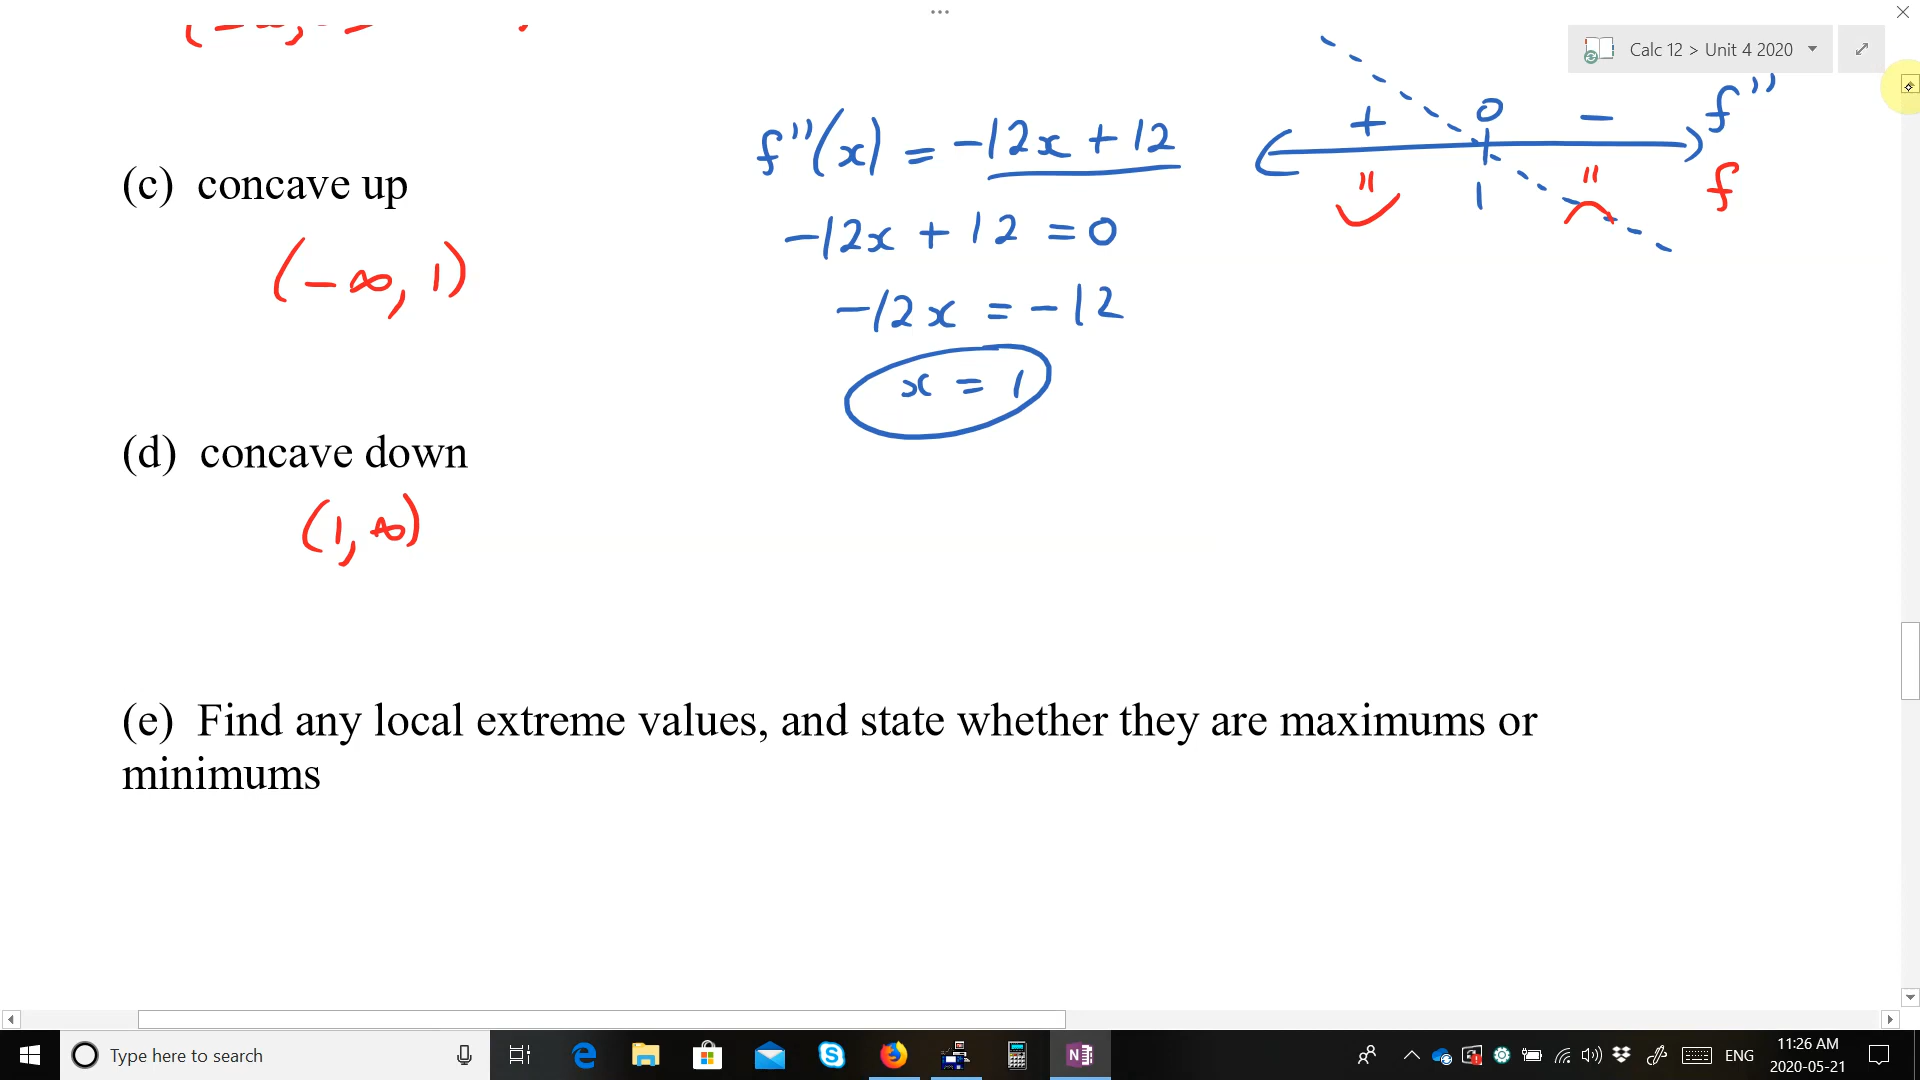 Calc 12 > Unit 4 2020
f''(x) = -12x + 12
+ 0 - f''
1 f
(c) concave up
-12x + 12 = 0
(-∞, 1)
-12x = -12
x = 1
(d) concave down
(1, ∞)
(e) Find any local extreme values, and state whether they are maximums or
minimums
Type here to search
ENG
11:26 AM
2020-05-21